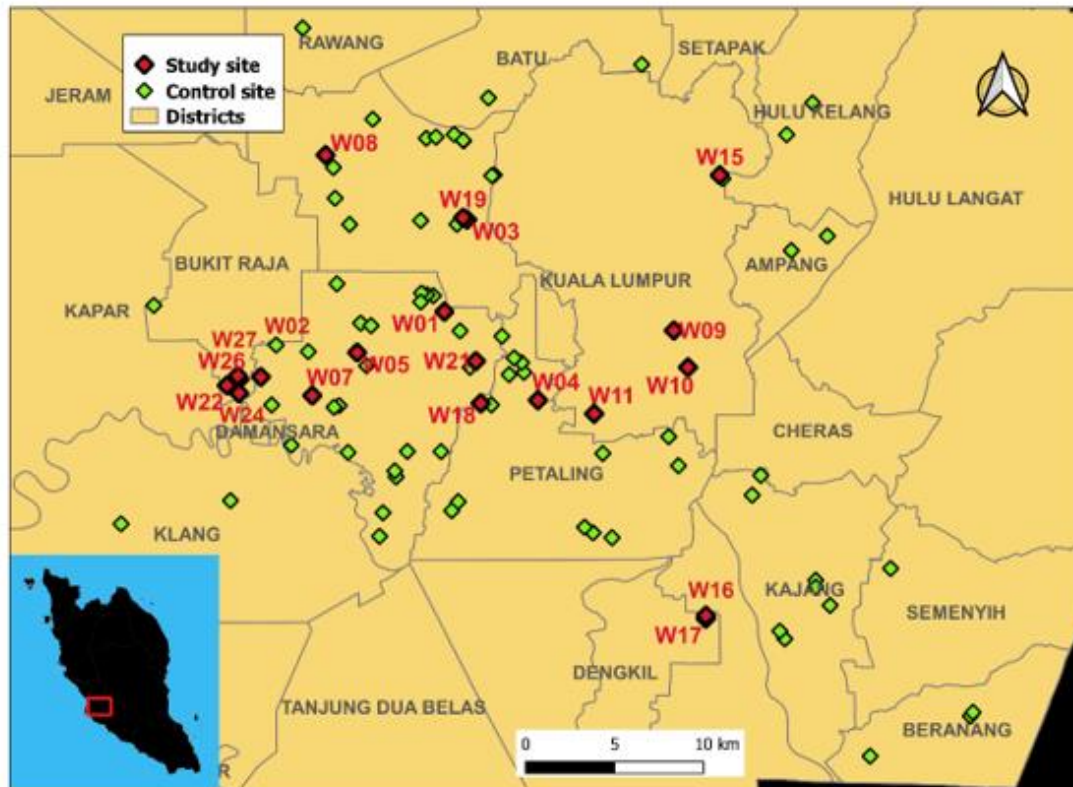 RAWANG
BATU
SETAPAK
Study site
Control site
Districts
JERAM
HULU KELANG
W08
W15
HULU LANGAT
W19
W03
BUKIT RAJA
AMPANG
KUALA LUMPUR
KAPAR
W02
W01
W09
W27
W26
W05
W21
W10
W22
W07
W04
W24
W18
W11
DAMANSARA
CHERAS
PETALING
KLANG
KAJANG
W16
SEMENYIH
W17
DENGKIL
TANJUNG DUA BELAS
BERANANG
0 5 10 km
R